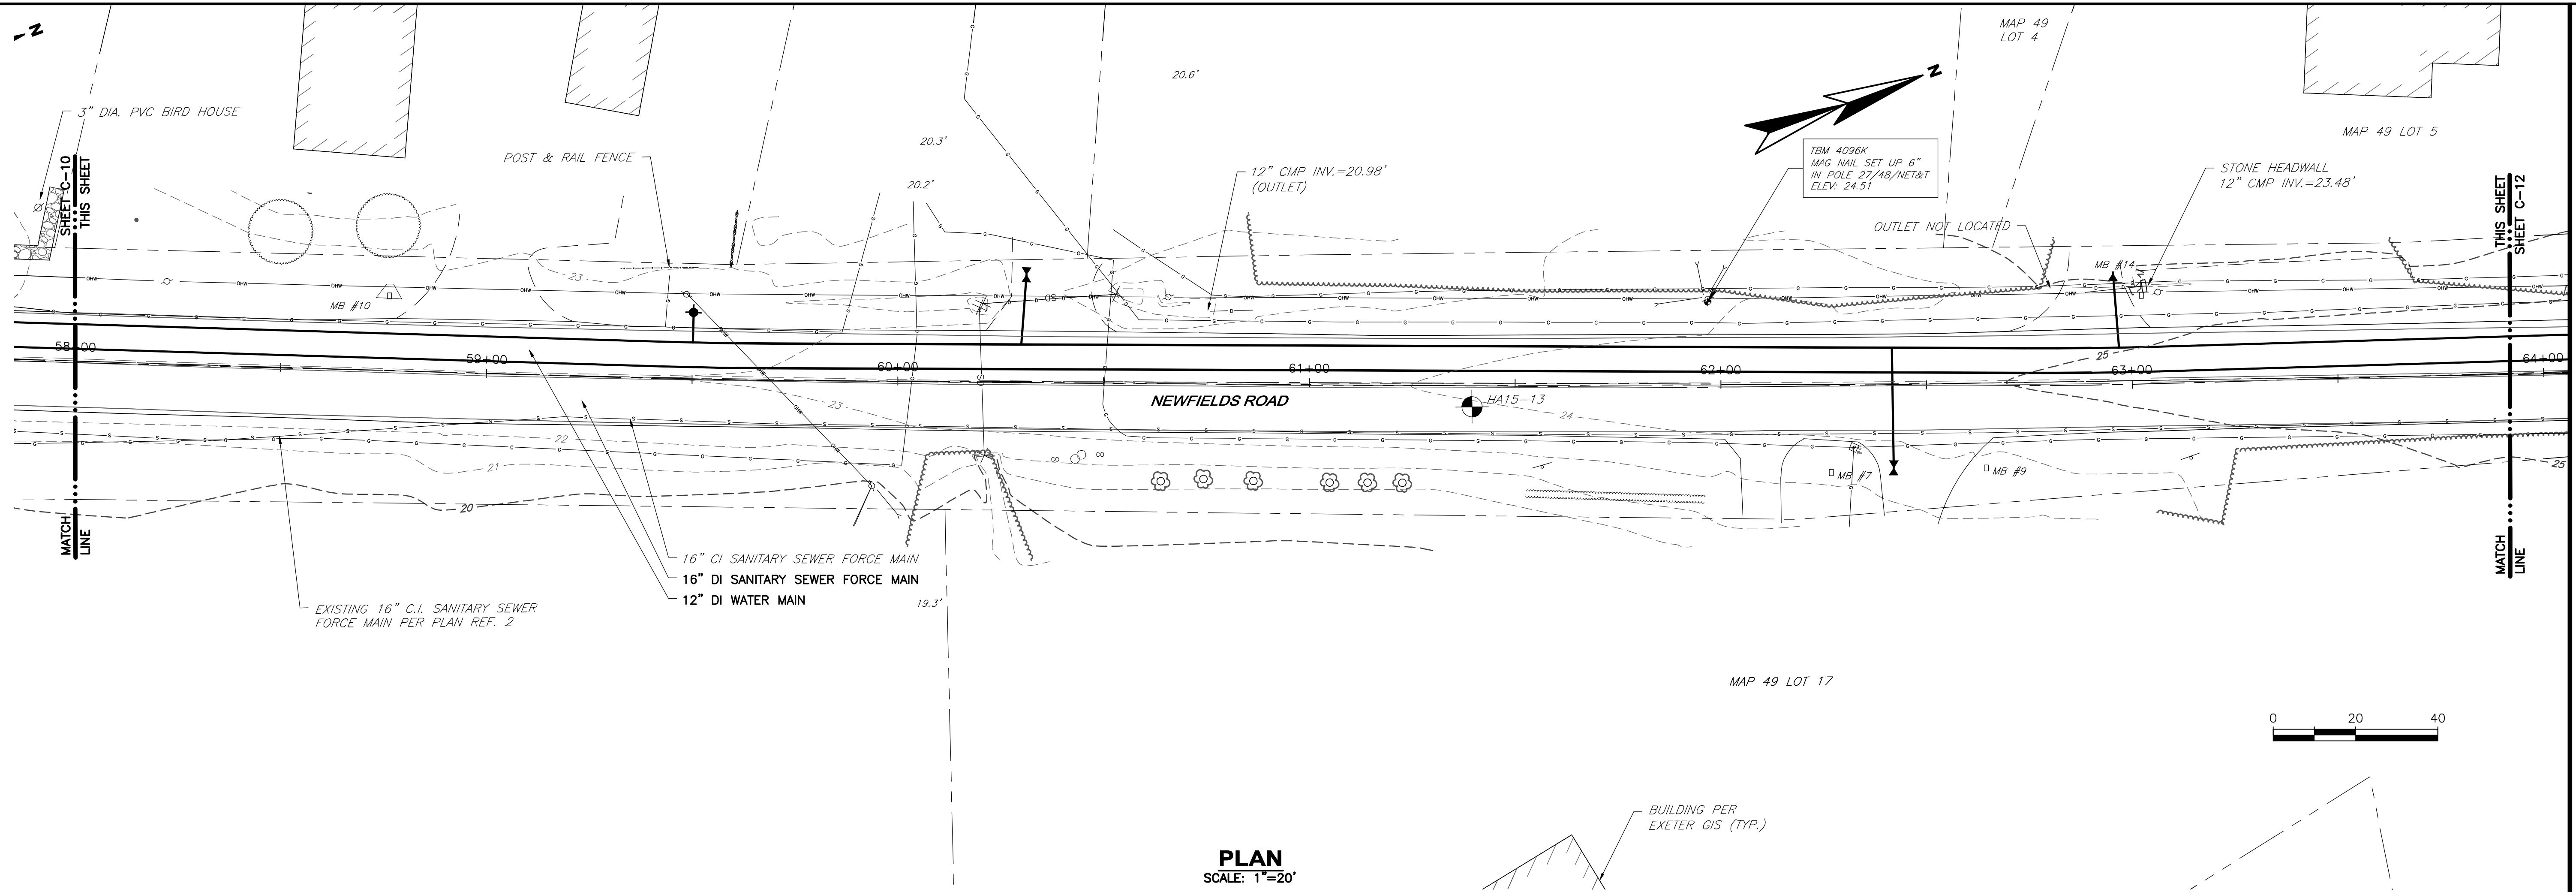 N
MAP 49
LOT 4
20.6'
N
3" DIA. PVC BIRD HOUSE
20.3'
MAP 49 LOT 5
POST & RAIL FENCE
TBM 4096K
MAG NAIL SET UP 6"
IN POLE 27/48/NET&T
ELEV: 24.51
SHEET C-10
THIS SHEET
12" CMP INV.=20.98'
(OUTLET)
STONE HEADWALL
12" CMP INV.=23.48'
20.2'
THIS SHEET
SHEET C-12
OUTLET NOT LOCATED
23
MB #14
MB #10
SD
58+00
59+00
60+00
61+00
62+00
63+00
64+00
25
SD
NEWFIELDS ROAD
HA15-13
23
24
22
21
CO
CO
MB #7
MB #9
25
20
MATCH
LINE
MATCH
LINE
16" CI SANITARY SEWER FORCE MAIN
16" DI SANITARY SEWER FORCE MAIN
12" DI WATER MAIN
19.3'
EXISTING 16" C.I. SANITARY SEWER
FORCE MAIN PER PLAN REF. 2
MAP 49 LOT 17
0 20 40
BUILDING PER
EXETER GIS (TYP.)
PLAN
SCALE: 1"=20'